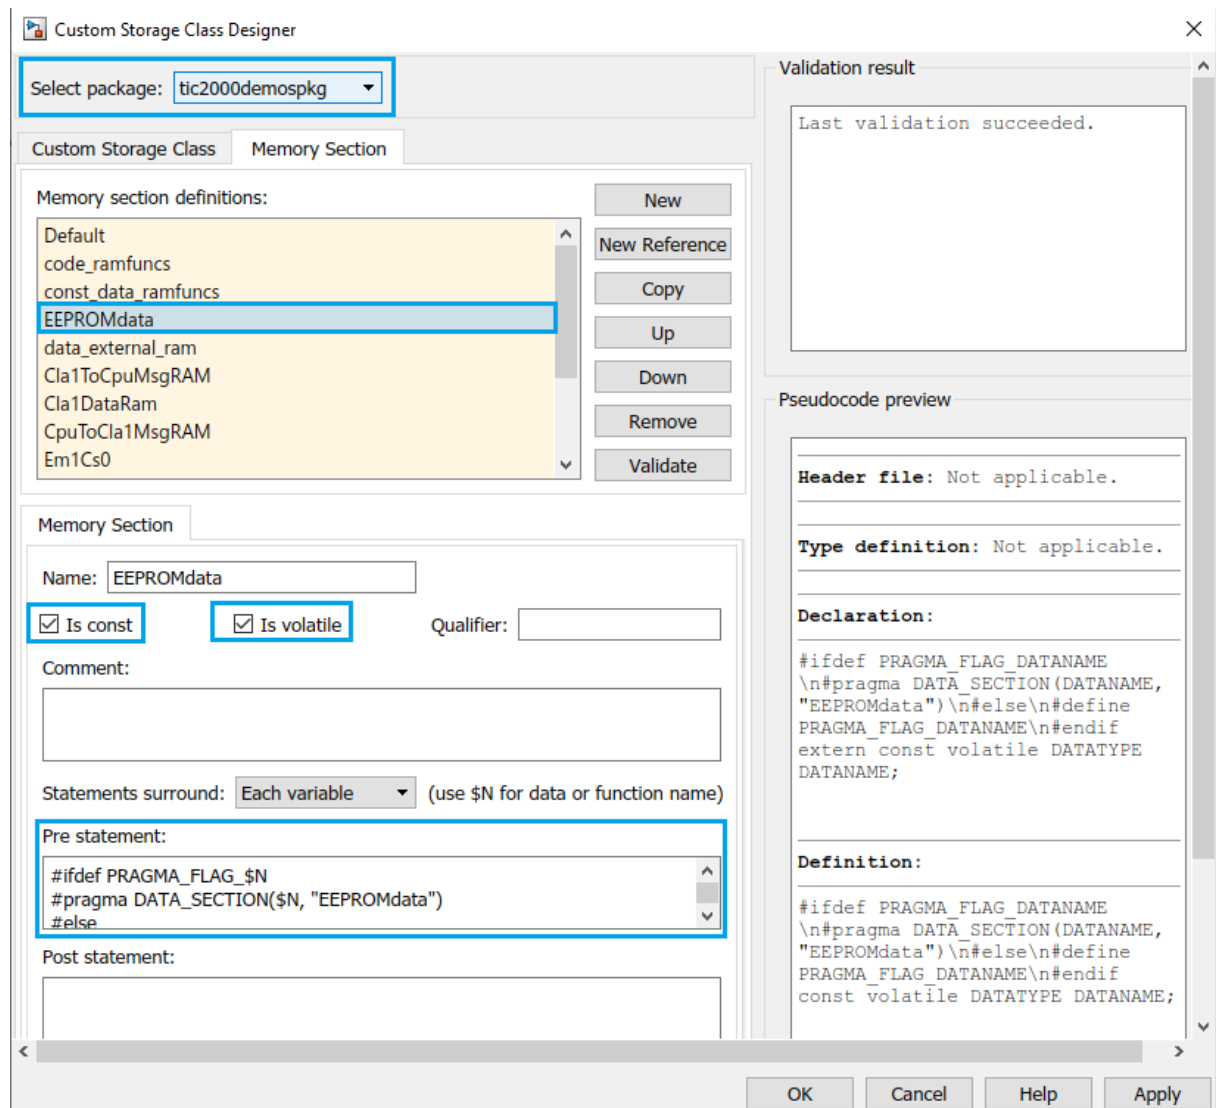 Custom Storage Class Designer
Select package: tic2000demospkg
Custom Storage Class
Memory Section
Memory section definitions:
Default
code_ramfuncs
const_data_ramfuncs
EEPROMdata
data_external_ram
Cla1ToCpuMsgRAM
Cla1DataRam
CpuToCla1MsgRAM
Em1Cs0
New
New Reference
Copy
Up
Down
Remove
Validate
Memory Section
Name: EEPROMdata
Is const
Is volatile
Qualifier:
Comment:
Statements surround: Each variable (use $N for data or function name)
Pre statement:
#ifdef PRAGMA_FLAG_$N
#pragma DATA_SECTION($N, "EEPROMdata")
#else
Post statement:
Validation result
Last validation succeeded.
Pseudocode preview
Header file: Not applicable.
Type definition: Not applicable.
Declaration:
#ifdef PRAGMA_FLAG_DATANAME
\n#pragma DATA_SECTION(DATANAME,
"EEPROMdata")\n#else\n#define
PRAGMA_FLAG_DATANAME\n#endif
extern const volatile DATATYPE
DATANAME;
Definition:
#ifdef PRAGMA_FLAG_DATANAME
\n#pragma DATA_SECTION(DATANAME,
"EEPROMdata")\n#else\n#define
PRAGMA_FLAG_DATANAME\n#endif
const volatile DATATYPE DATANAME;
OK
Cancel
Help
Apply